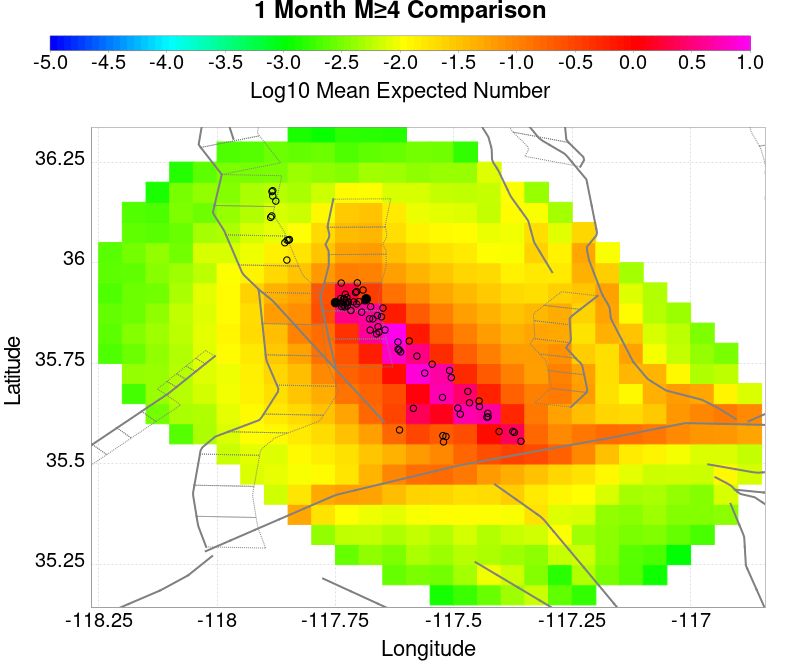 1 Month M≥4 Comparison
-5.0 -4.5 -4.0 -3.5 -3.0 -2.5 -2.0 -1.5 -1.0 -0.5 0.0 0.5 1.0
Log10 Mean Expected Number
36.25
36
35.75
35.5
35.25
Latitude
-118.25 -118 -117.75 -117.5 -117.25 -117
Longitude